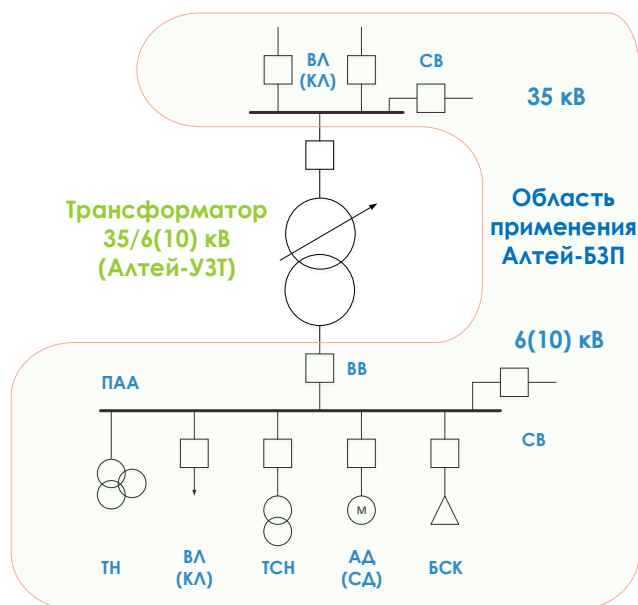 ВЛ
(КЛ)
СВ
35 кВ
Трансформатор
35/6(10) кВ
(Алтей-УЗТ)
Область
применения
Алтей-БЗП
6(10) кВ
ВВ
ПАА
СВ
М
ТН
ВЛ
(КЛ)
ТСН
АД
(СД)
БСК